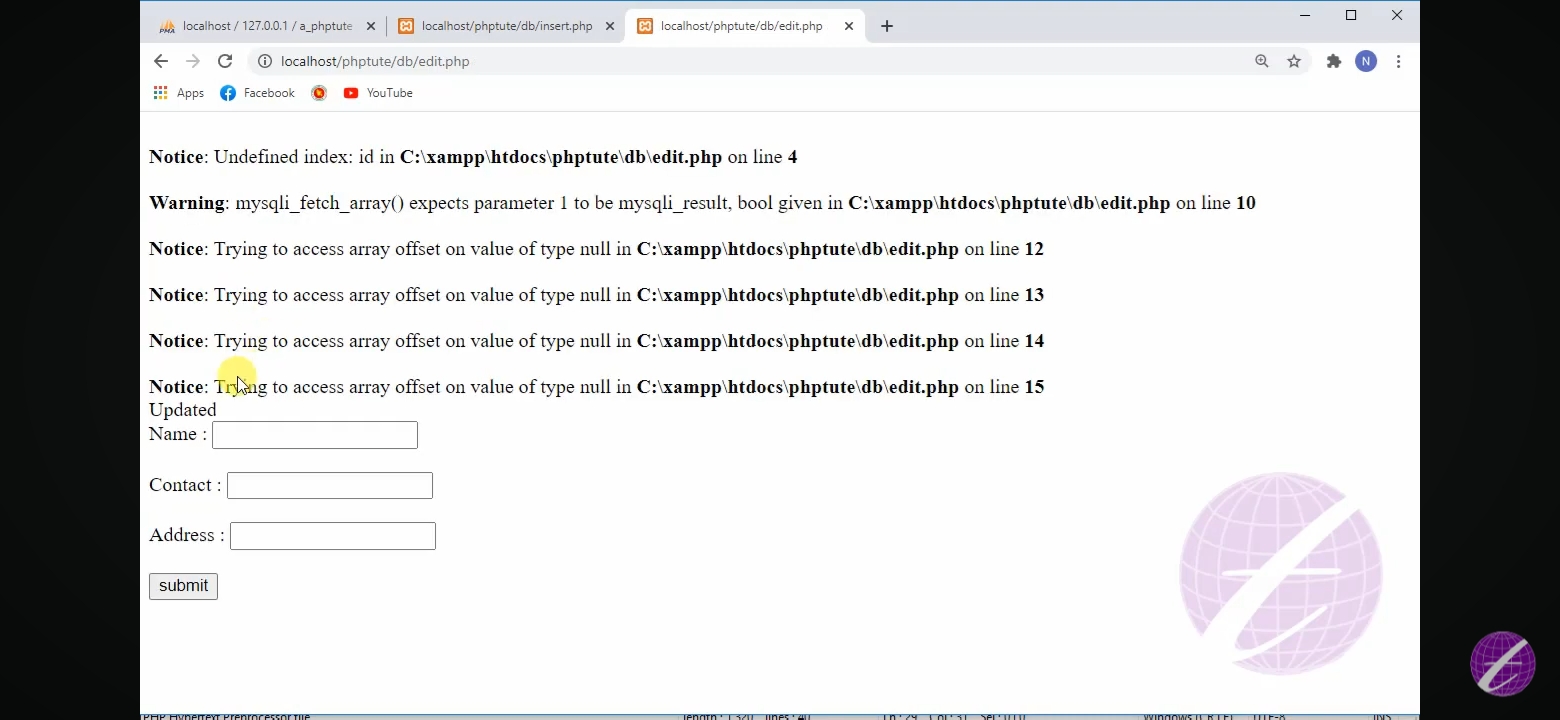 localhost / 127.0.0.1 / a_phptute
localhost/phptute/db/insert.php
localhost/phptute/db/edit.php
localhost/phptute/db/edit.php
N
Apps
Facebook
YouTube
Notice: Undefined index: id in C:\xampp\htdocs\phptute\db\edit.php on line 4
Warning: mysqli_fetch_array() expects parameter 1 to be mysqli_result, bool given in C:\xampp\htdocs\phptute\db\edit.php on line 10
Notice: Trying to access array offset on value of type null in C:\xampp\htdocs\phptute\db\edit.php on line 12
Notice: Trying to access array offset on value of type null in C:\xampp\htdocs\phptute\db\edit.php on line 13
Notice: Trying to access array offset on value of type null in C:\xampp\htdocs\phptute\db\edit.php on line 14
Notice: Trying to access array offset on value of type null in C:\xampp\htdocs\phptute\db\edit.php on line 15
Updated
Name :
Contact :
Address :
submit